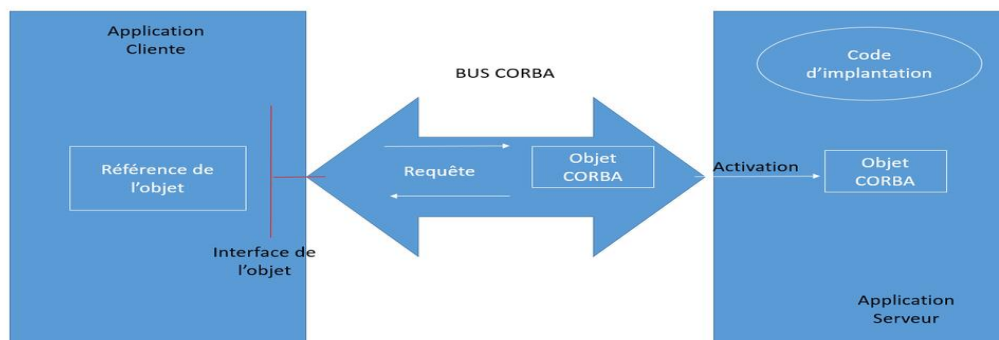 Application
Cliente
Référence de
l'objet
Interface de
l'objet
BUS CORBA
Requête
Objet
CORBA
Activation
Code
d'implantation
Objet
CORBA
Application
Serveur